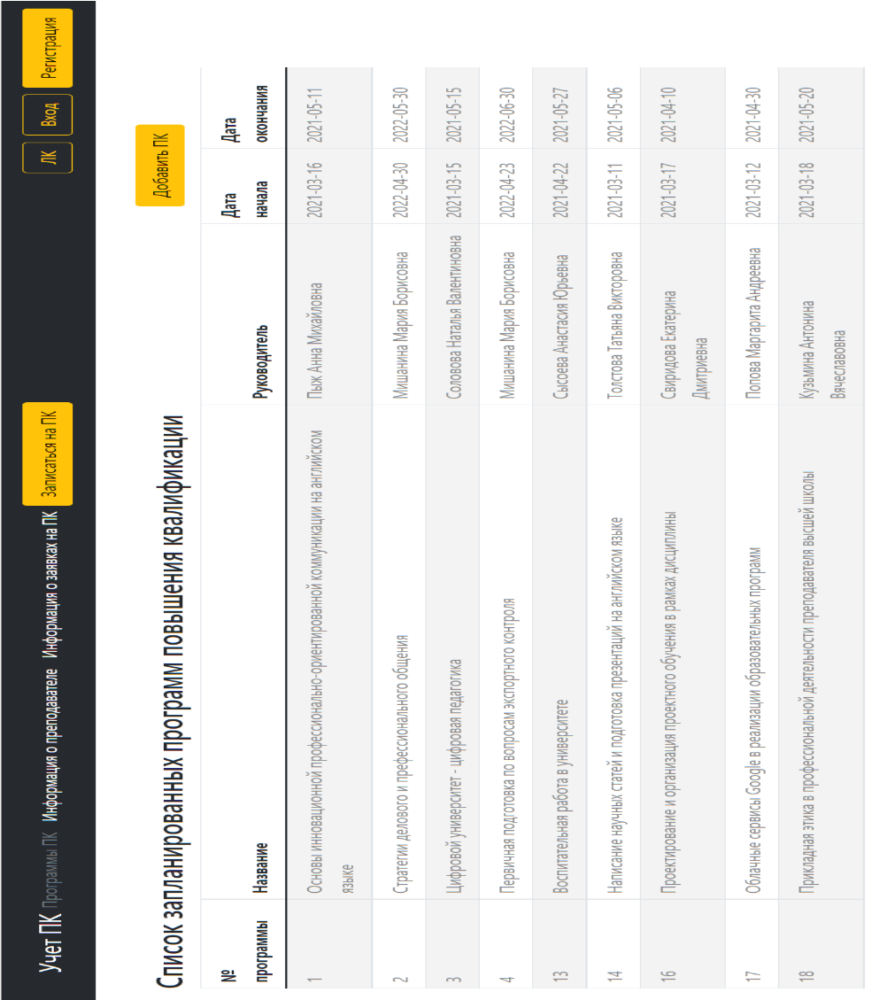 Учет ПК Программы ПК Информация о преподавателе Информация о заявках на ПК Записаться на ПК ЛК Вход Регистрация
Список запланированных программ повышения квалификации
Добавить ПК
№ программы Название Руководитель Дата начала Дата окончания
1 Основы инновационной профессионально-ориентированной коммуникации на английском Пыж Анна Михайловна 2021-03-16 2021-05-11
языке
2 Стратегии делового и префессионального общения Мишанина Мария Борисовна 2022-04-30 2022-05-30
3 Цифровой университет - цифровая педагогика Соловова Наталья Валентиновна 2021-03-15 2021-05-15
4 Первичная подготовка по вопросам экспортного контроля Мишанина Мария Борисовна 2022-04-23 2022-06-30
13 Воспитательная работа в университете Сысоева Анастасия Юрьевна 2021-04-22 2021-05-27
14 Написание научных статей и подготовка презентаций на английском языке Толстова Татьяна Викторовна 2021-03-11 2021-05-06
16 Проектирование и организация проектного обучения в рамках дисциплины Свиридова Екатерина 2021-03-17 2021-04-10
Дмитриевна
17 Облачные сервисы Google в реализации образовательных программ Попова Маргарита Андреевна 2021-03-12 2021-04-30
18 Прикладная этика в профессиональной деятельности преподавателя высшей школы Кузьмина Антонина 2021-03-18 2021-05-20
Вячеславовна